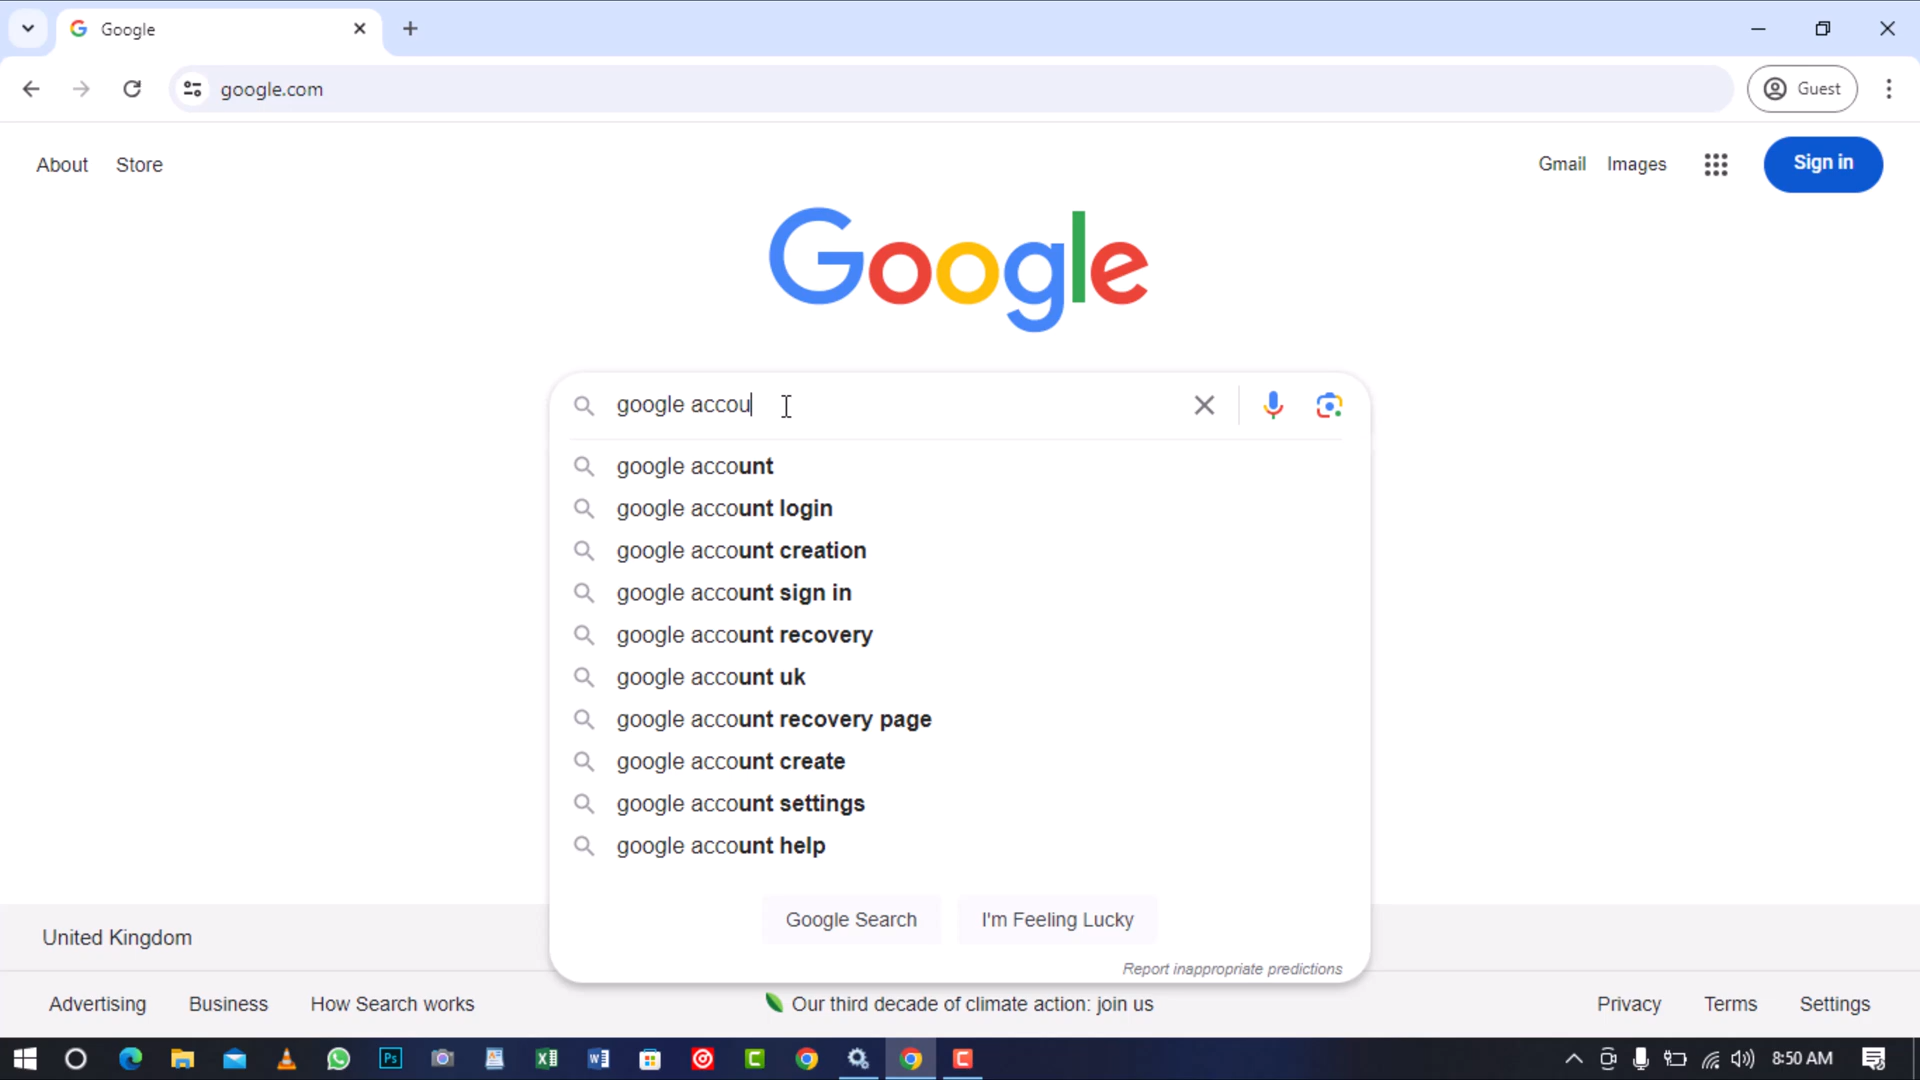 Google
google.com
Guest
About Store
Gmail Images Sign in
Google
google accou
google account
google account login
google account creation
google account sign in
google account recovery
google account uk
google account recovery page
google account create
google account settings
google account help
Google Search I'm Feeling Lucky
Report inappropriate predictions
United Kingdom
Advertising Business How Search works Our third decade of climate action: join us Privacy Terms Settings
8:50 AM